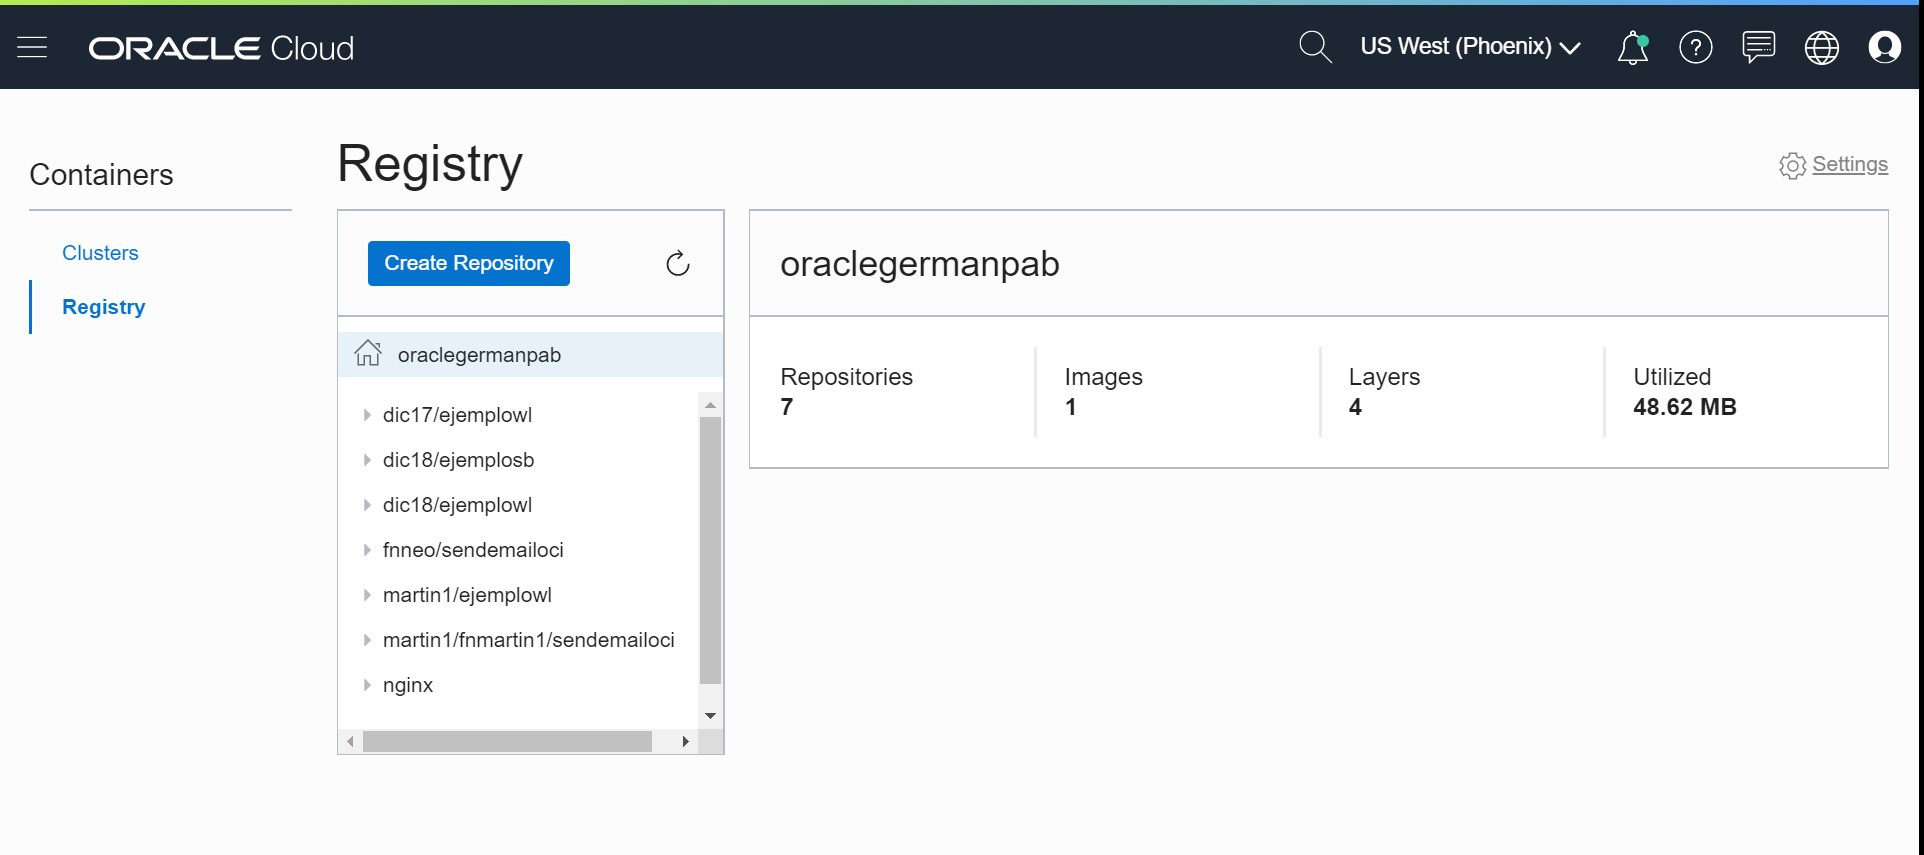 ORACLE Cloud
US West (Phoenix)
?
Containers
Clusters
Registry
Registry
Settings
Create Repository
oraclegermanpab
dic17/ejemplowl
dic18/ejemplosb
dic18/ejemplowl
fnneo/sendemailoci
martin1/ejemplowl
martin1/fnmartin1/sendemailoci
nginx
oraclegermanpab
Repositories
7
Images
1
Layers
4
Utilized
48.62 MB